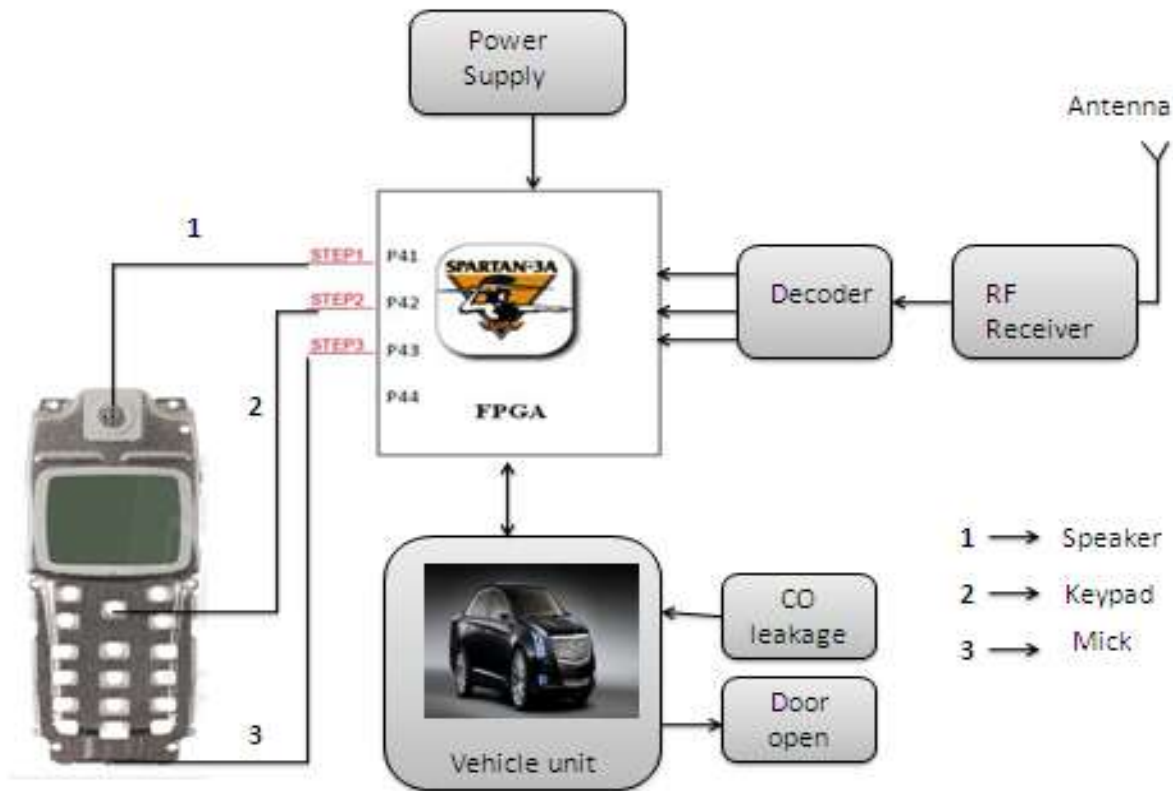 Power
Supply
Antenna
1
STEP1
P41
SPARTAN-3A
STEP2
P42
STEP3
P43
P44
FPGA
Decoder
RF
Receiver
2
3
Vehicle unit
CO
leakage
Door
open
1 → Speaker
2 → Keypad
3 → Mick